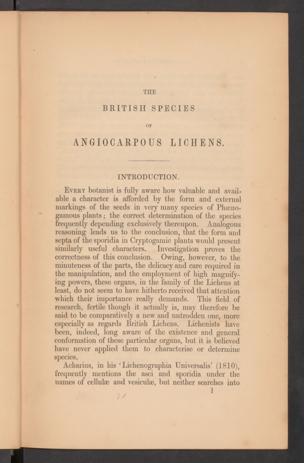 THE
BRITISH SPECIES
OF
ANGIOCARPOUS LICHENS.
INTRODUCTION.
EVERY botanist is fully aware how valuable and avail-
able a character is afforded by the form and external
markings of the seeds in very many species of Phæno-
gamous plants; the correct determination of the species
frequently depending exclusively thereupon. Analogous
reasoning leads us to the conclusion, that the form and
septa of the sporidia in Cryptogamic plants would present
similarly useful characters. Investigation proves the
correctness of this conclusion. Owing, however, to the
minuteness of the parts, the delicacy and care required in
the manipulation, and the employment of high magnify-
ing powers, these organs, in the family of the Lichens at
least, do not seem to have hitherto received that attention
which their importance really demands. This field of
research, fertile though it actually is, may therefore be
said to be comparatively a new and untrodden one, more
especially as regards British Lichens. Lichenists have
been, indeed, long aware of the existence and general
conformation of these particular organs, but it is believed
have never applied them to characterise or determine
species.
Acharius, in his 'Lichenographia Universalis' (1810),
frequently mentions the asci and sporidia under the
names of cellulæ and vesiculæ, but neither searches into
1